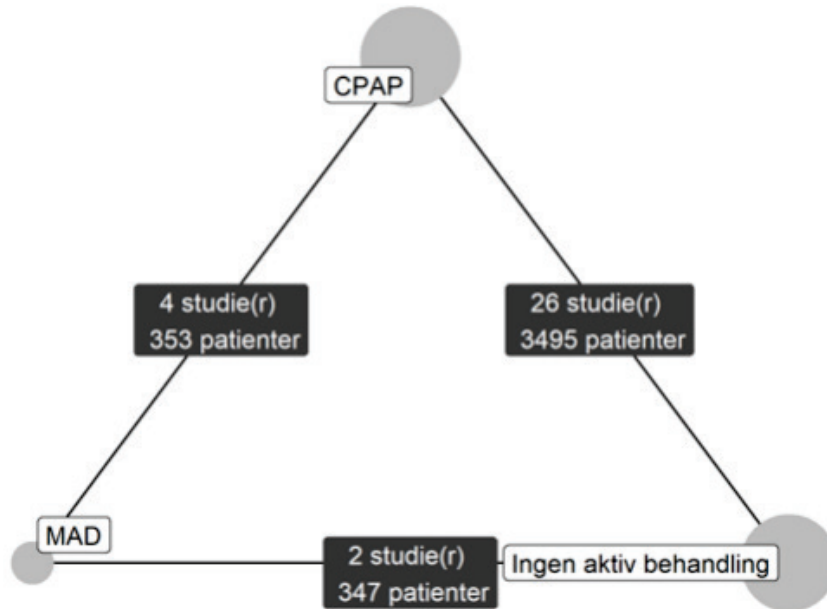 CPAP
4 studie(r)
353 patienter
26 studie(r)
3495 patienter
MAD
2 studie(r)
347 patienter
Ingen aktiv behandling